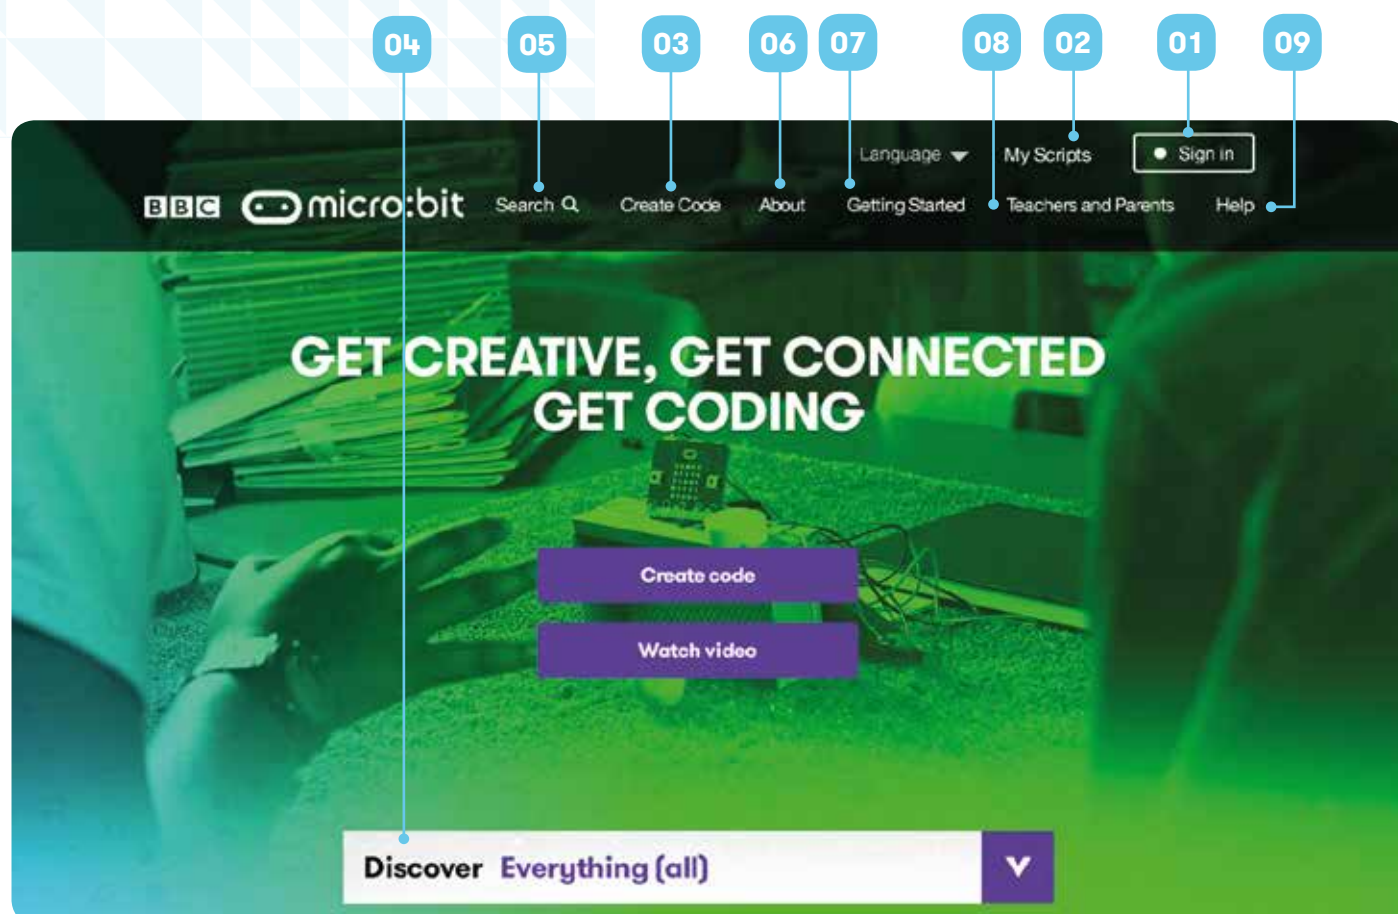 04 05 03 06 07 08 02 01 09
Language My Scripts Sign in
BBC micro:bit Search Create Code About Getting Started Teachers and Parents Help
GET CREATIVE, GET CONNECTED
GET CODING
Create code
Watch video
Discover Everything (all)